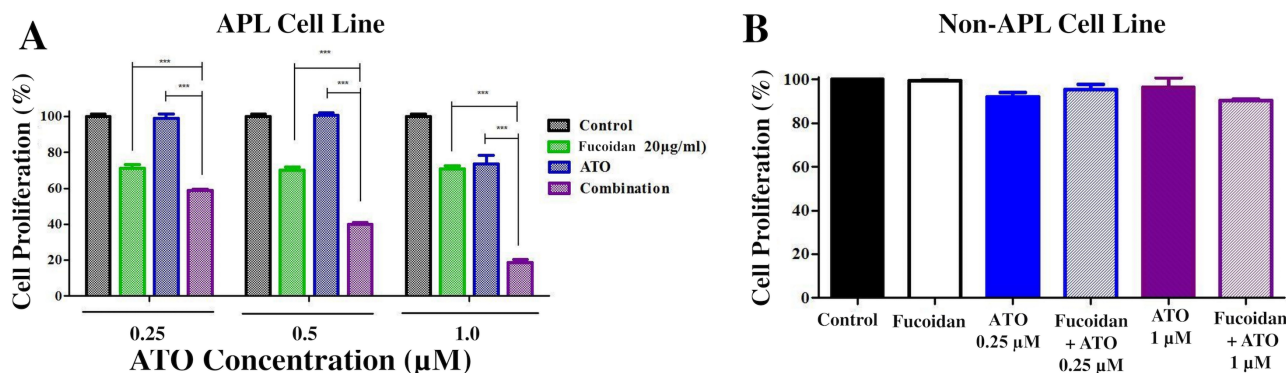 A
APL Cell Line
Cell Proliferation (%)
100
80
60
40
20
0
***
***
***
***
***
***
Control
Fucoidan 20µg/ml)
ATO
Combination
0.25
0.5
1.0
ATO Concentration (µM)
B
Non-APL Cell Line
Cell Proliferation (%)
100
80
60
40
20
0
Control
Fucoidan
ATO
0.25 µM
Fucoidan
+ ATO
0.25 µM
ATO
1 µM
Fucoidan
+ ATO
1 µM